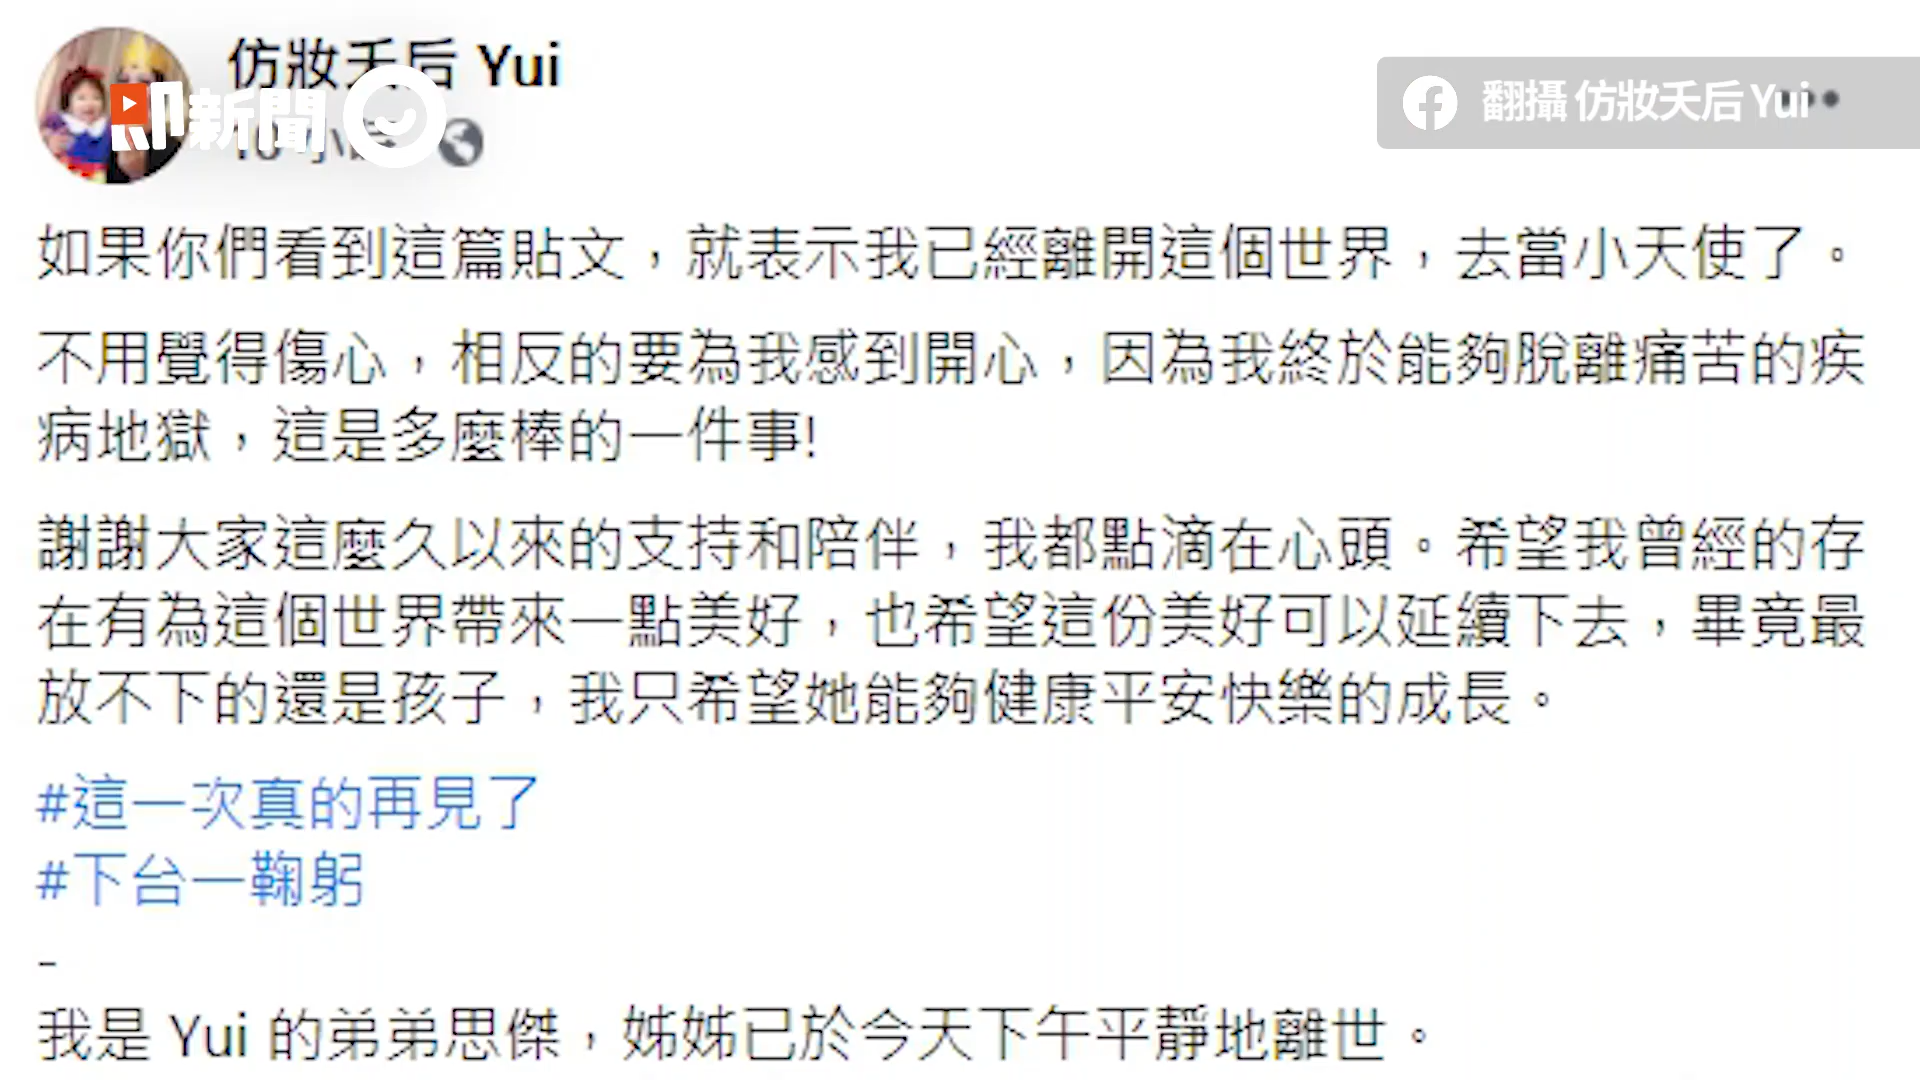 仿妝天后 Yui
即新聞
翻攝 仿妝天后 Yui
如果你們看到這篇貼文，就表示我已經離開這個世界，去當小天使了。
不用覺得傷心，相反的要為我感到開心，因為我終於能夠脫離痛苦的疾
病地獄，這是多麼棒的一件事!
謝謝大家這麼久以來的支持和陪伴，我都點滴在心頭。希望我曾經的存
在有為這個世界帶來一點美好，也希望這份美好可以延續下去，畢竟最
放不下的還是孩子，我只希望她能夠健康平安快樂的成長。
#這一次真的再見了
#下台一鞠躬
-
我是 Yui 的弟弟思傑，姊姊已於今天下午平靜地離世。